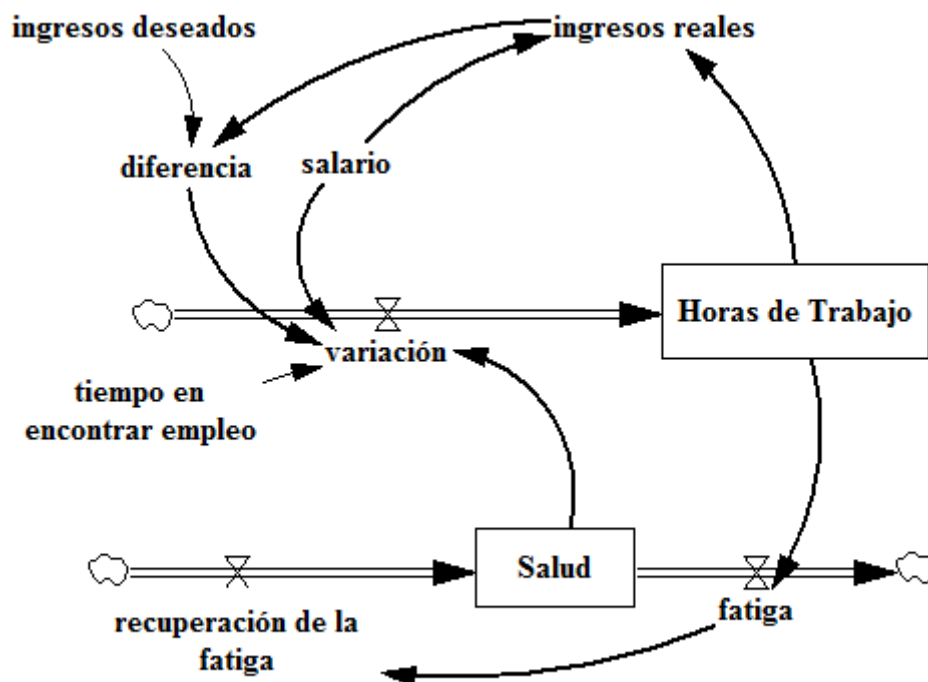 ingresos deseados
ingresos reales
diferencia
salario
Horas de Trabajo
variación
tiempo en
encontrar empleo
Salud
fatiga
recuperación de la
fatiga